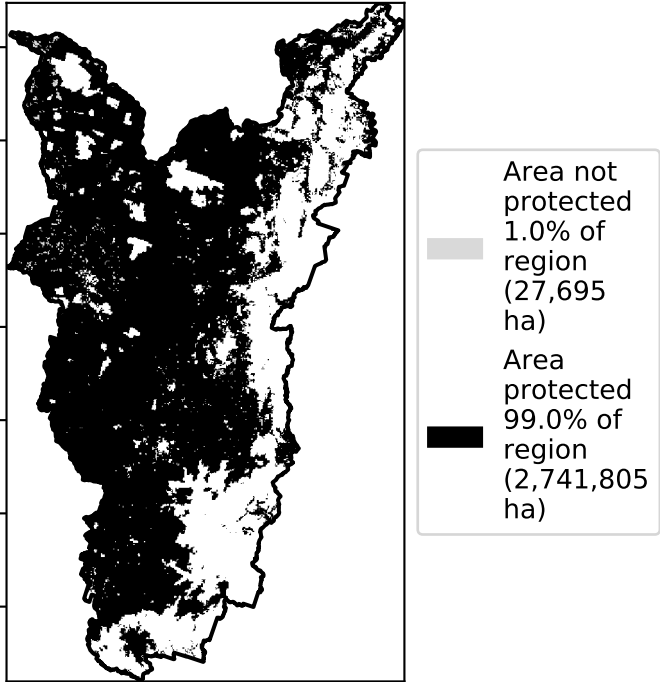 Area not
protected
1.0% of
region
(27,695
ha)
Area
protected
99.0% of
region
(2,741,805
ha)